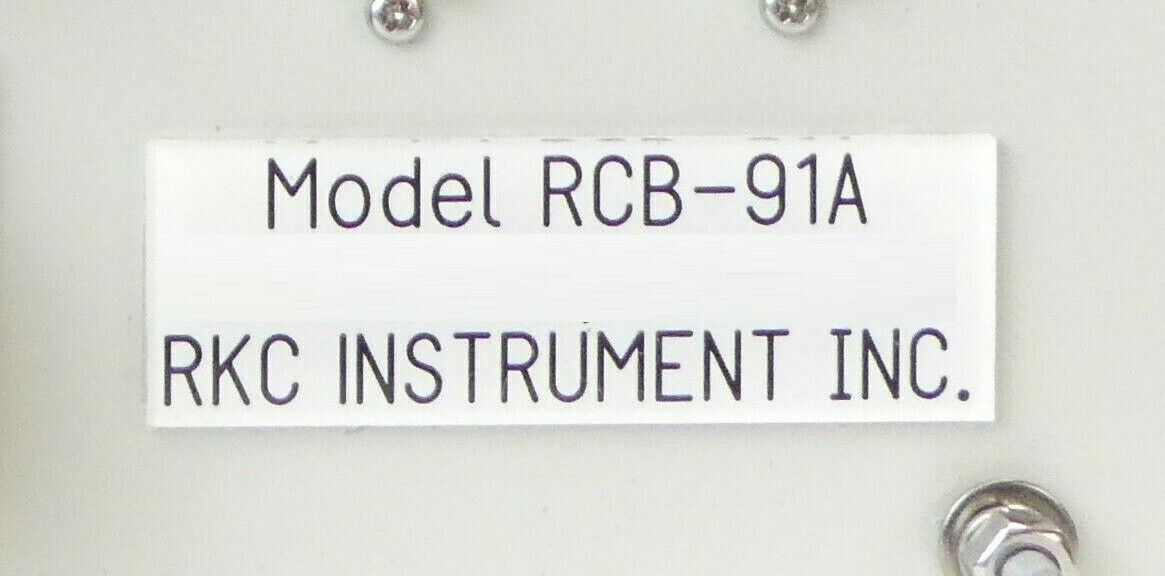 Model RCB-91A
RKC INSTRUMENT INC.